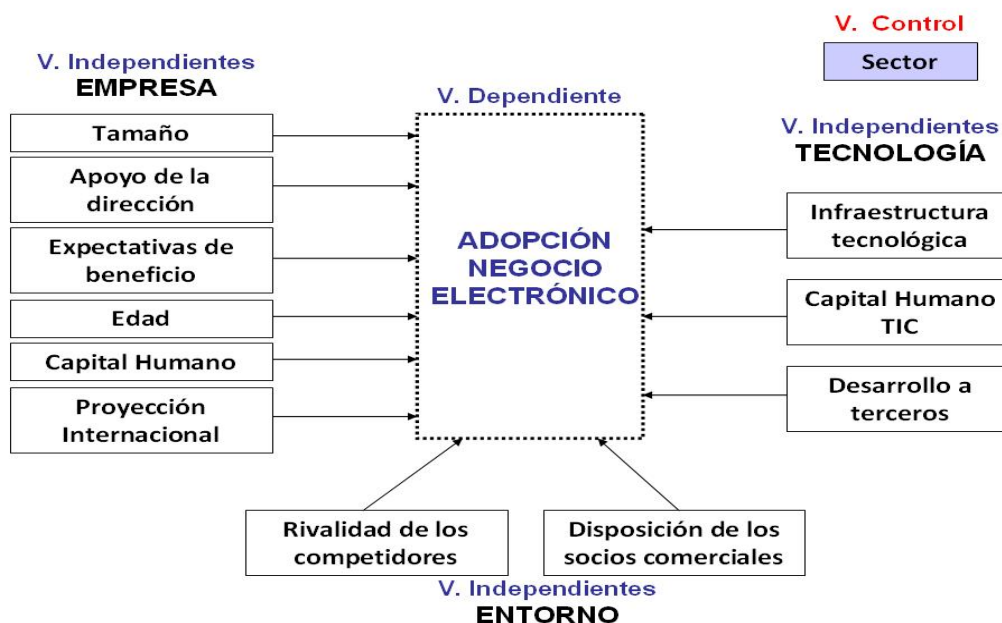 V. Control
Sector
V. Independientes
EMPRESA
Tamaño
Apoyo de la
dirección
Expectativas de
beneficio
Edad
Capital Humano
Proyección
Internacional
V. Dependiente
ADOPCIÓN
NEGOCIO
ELECTRÓNICO
V. Independientes
TECNOLOGÍA
Infraestructura
tecnológica
Capital Humano
TIC
Desarrollo a
terceros
Rivalidad de los
competidores
Disposición de los
socios comerciales
V. Independientes
ENTORNO